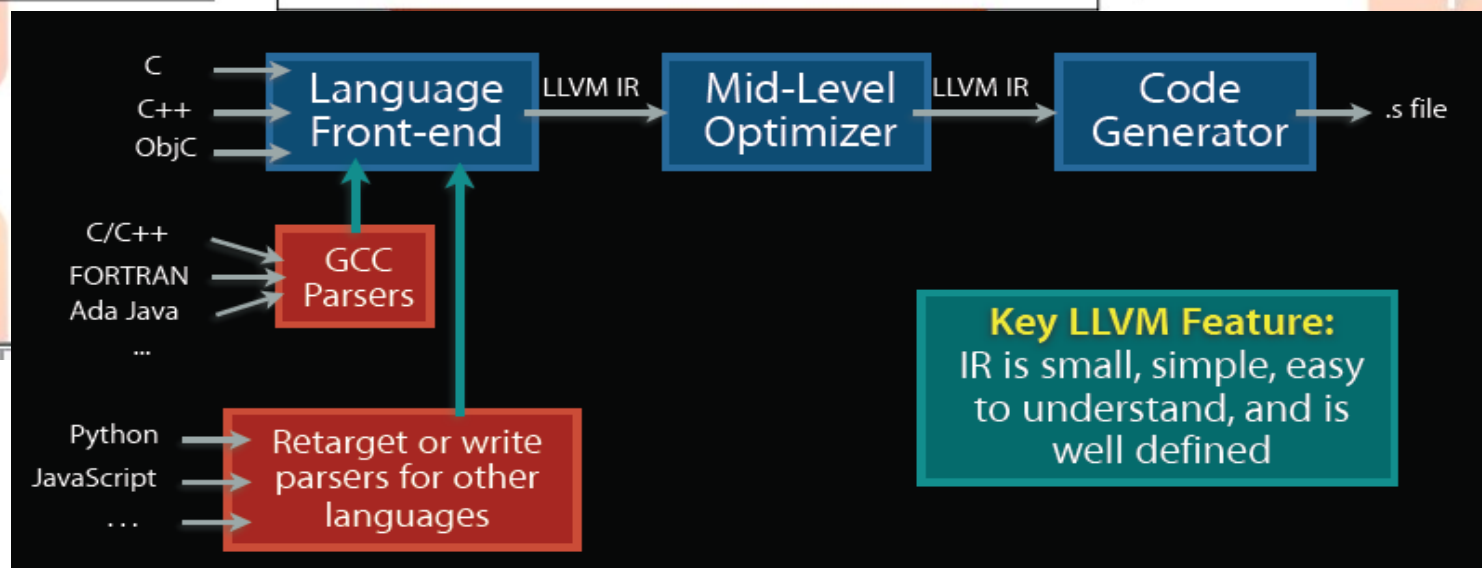 C
C++
ObjC
Language
Front-end
LLVM IR
Mid-Level
Optimizer
LLVM IR
Code
Generator
.s file
C/C++
FORTRAN
Ada Java
...
GCC
Parsers
Python
JavaScript
...
Retarget or write
parsers for other
languages
Key LLVM Feature:
IR is small, simple, easy
to understand, and is
well defined